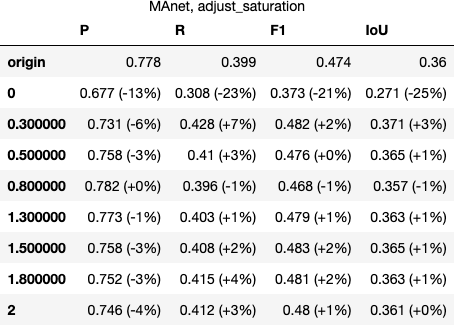 MAnet, adjust_saturation
P R F1 IoU
origin 0.778 0.399 0.474 0.36
0 0.677 (-13%) 0.308 (-23%) 0.373 (-21%) 0.271 (-25%)
0.300000 0.731 (-6%) 0.428 (+7%) 0.482 (+2%) 0.371 (+3%)
0.500000 0.758 (-3%) 0.41 (+3%) 0.476 (+0%) 0.365 (+1%)
0.800000 0.782 (+0%) 0.396 (-1%) 0.468 (-1%) 0.357 (-1%)
1.300000 0.773 (-1%) 0.403 (+1%) 0.479 (+1%) 0.363 (+1%)
1.500000 0.758 (-3%) 0.408 (+2%) 0.483 (+2%) 0.365 (+1%)
1.800000 0.752 (-3%) 0.415 (+4%) 0.481 (+2%) 0.363 (+1%)
2 0.746 (-4%) 0.412 (+3%) 0.48 (+1%) 0.361 (+0%)